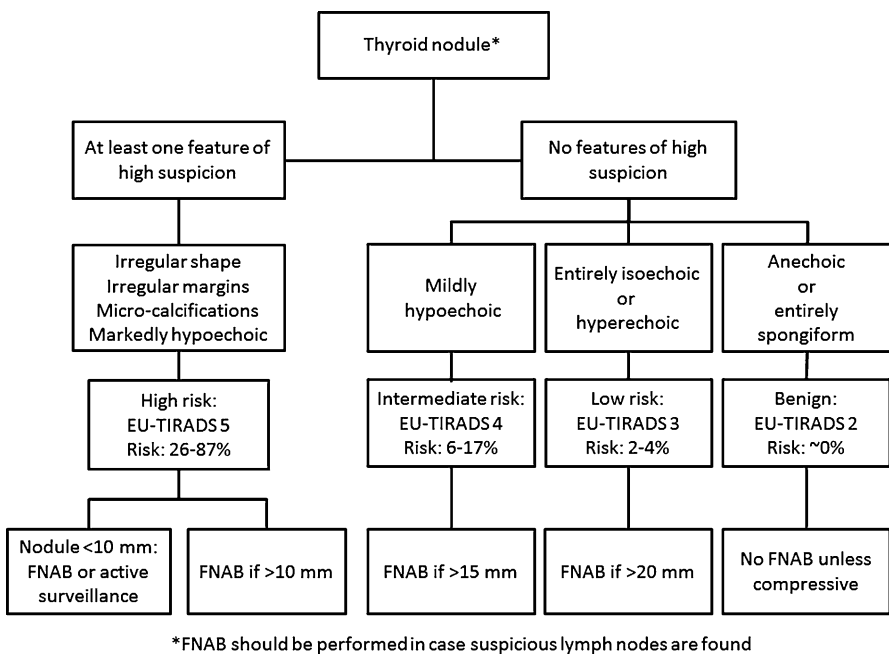 Thyroid nodule*
At least one feature of
high suspicion
No features of high
suspicion
Irregular shape
Irregular margins
Micro-calcifications
Markedly hypoechoic
Mildly
hypoechoic
Entirely isoechoic
or
hyperechoic
Anechoic
or
entirely
spongiform
High risk:
EU-TIRADS 5
Risk: 26-87%
Intermediate risk:
EU-TIRADS 4
Risk: 6-17%
Low risk:
EU-TIRADS 3
Risk: 2-4%
Benign:
EU-TIRADS 2
Risk: ~0%
Nodule <10 mm:
FNAB or active
surveillance
FNAB if >10 mm
FNAB if >15 mm
FNAB if >20 mm
No FNAB unless
compressive
*FNAB should be performed in case suspicious lymph nodes are found